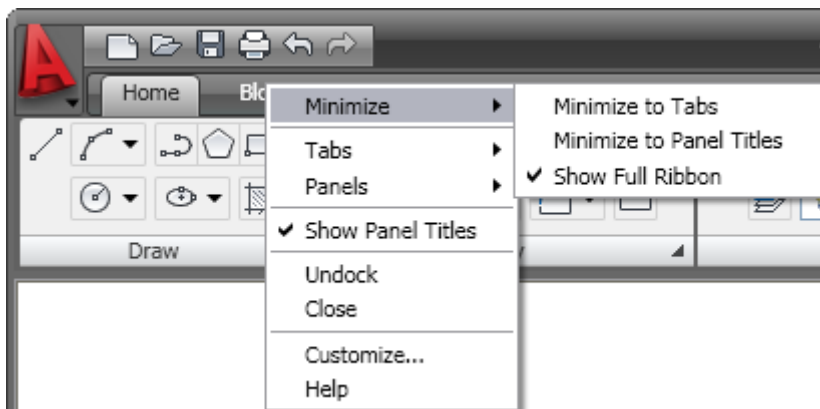 Home
Minimize
Minimize to Tabs
Minimize to Panel Titles
Show Full Ribbon
Tabs
Panels
Show Panel Titles
Draw
Undock
Close
Customize...
Help